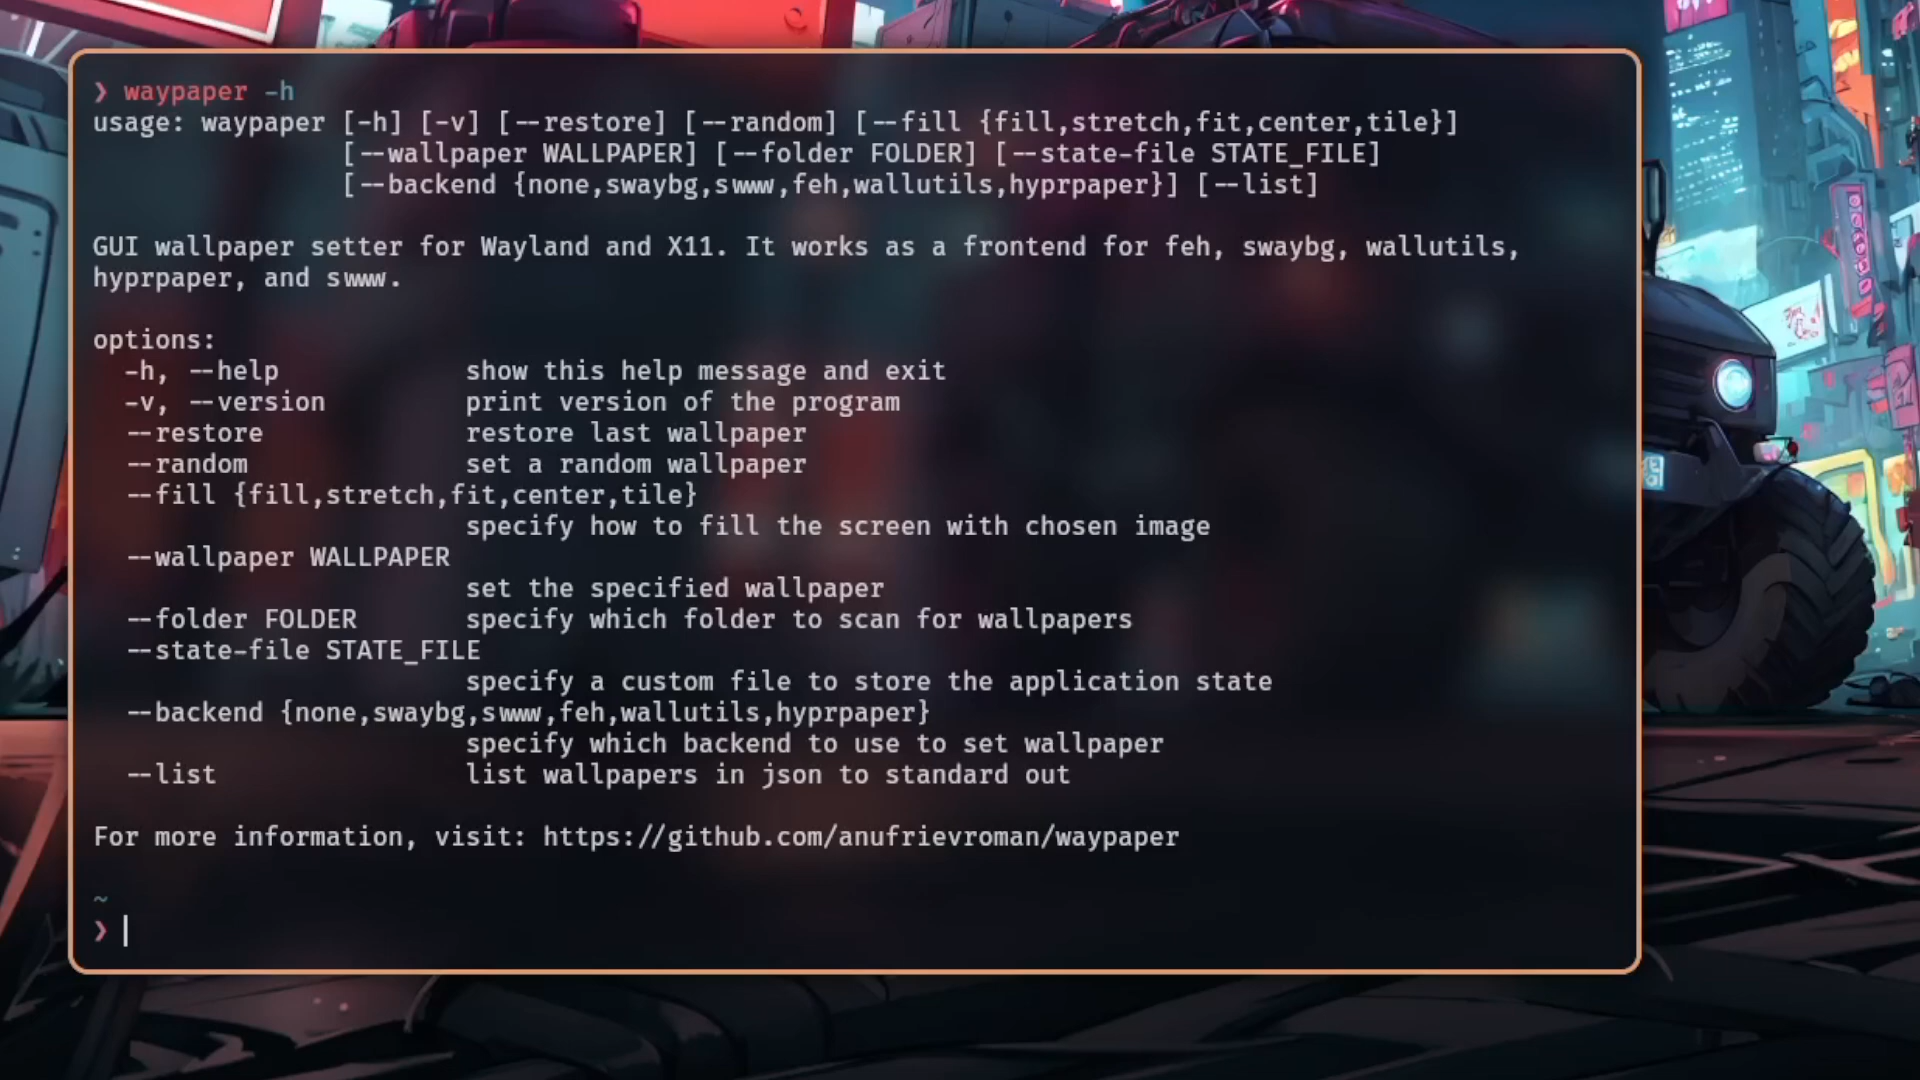 ❯ waypaper -h
usage: waypaper [-h] [-v] [--restore] [--random] [--fill {fill,stretch,fit,center,tile}]
                [--wallpaper WALLPAPER] [--folder FOLDER] [--state-file STATE_FILE]
                [--backend {none,swaybg,swww,feh,wallutils,hyprpaper}] [--list]

GUI wallpaper setter for Wayland and X11. It works as a frontend for feh, swaybg, wallutils,
hyprpaper, and swww.

options:
  -h, --help            show this help message and exit
  -v, --version         print version of the program
  --restore             restore last wallpaper
  --random              set a random wallpaper
  --fill {fill,stretch,fit,center,tile}
                        specify how to fill the screen with chosen image
  --wallpaper WALLPAPER
                        set the specified wallpaper
  --folder FOLDER       specify which folder to scan for wallpapers
  --state-file STATE_FILE
                        specify a custom file to store the application state
  --backend {none,swaybg,swww,feh,wallutils,hyprpaper}
                        specify which backend to use to set wallpaper
  --list                list wallpapers in json to standard out

For more information, visit: https://github.com/anufrievroman/waypaper

~
❯